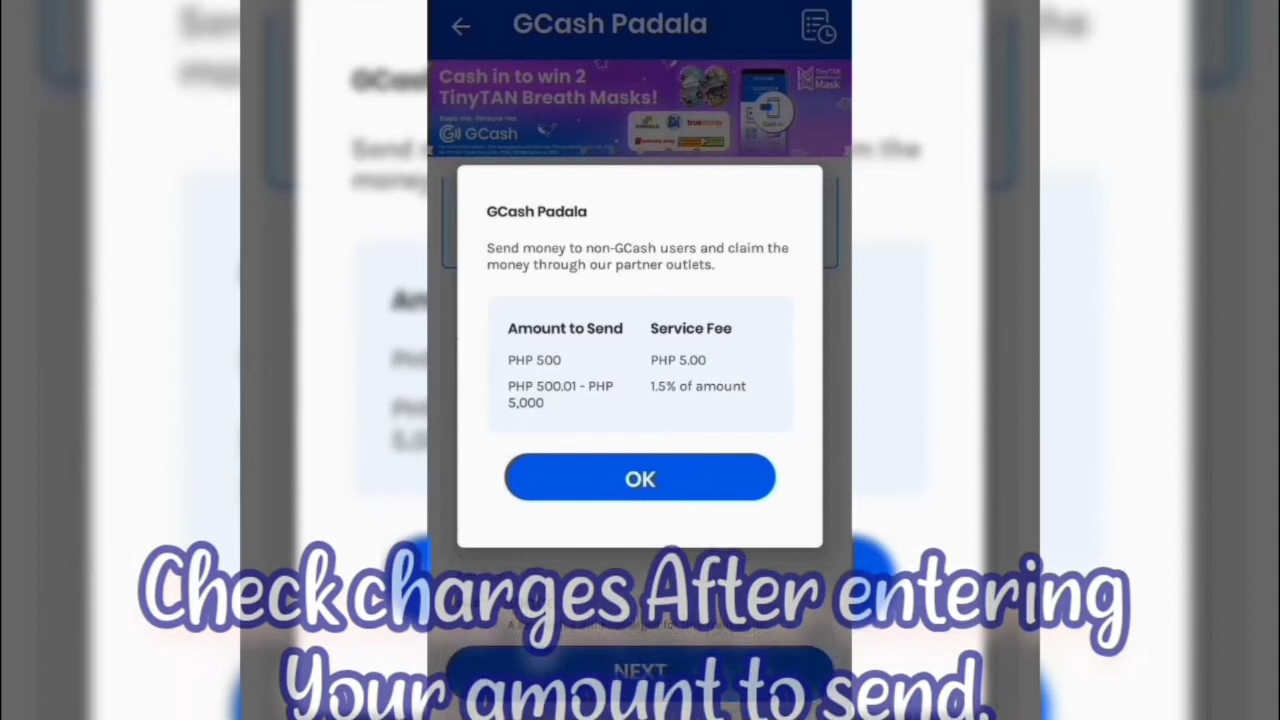 GCash Padala
Cash in to win 2
TinyTAN Breath Masks!
TinyTAN
Mask
GCash
GCash Padala
Send money to non-GCash users and claim the
money through our partner outlets.
Amount to Send Service Fee
PHP 500 PHP 5.00
PHP 500.01 - PHP 1.5% of amount
5,000
OK
Check charges After entering
NEXT
Your amount to send.